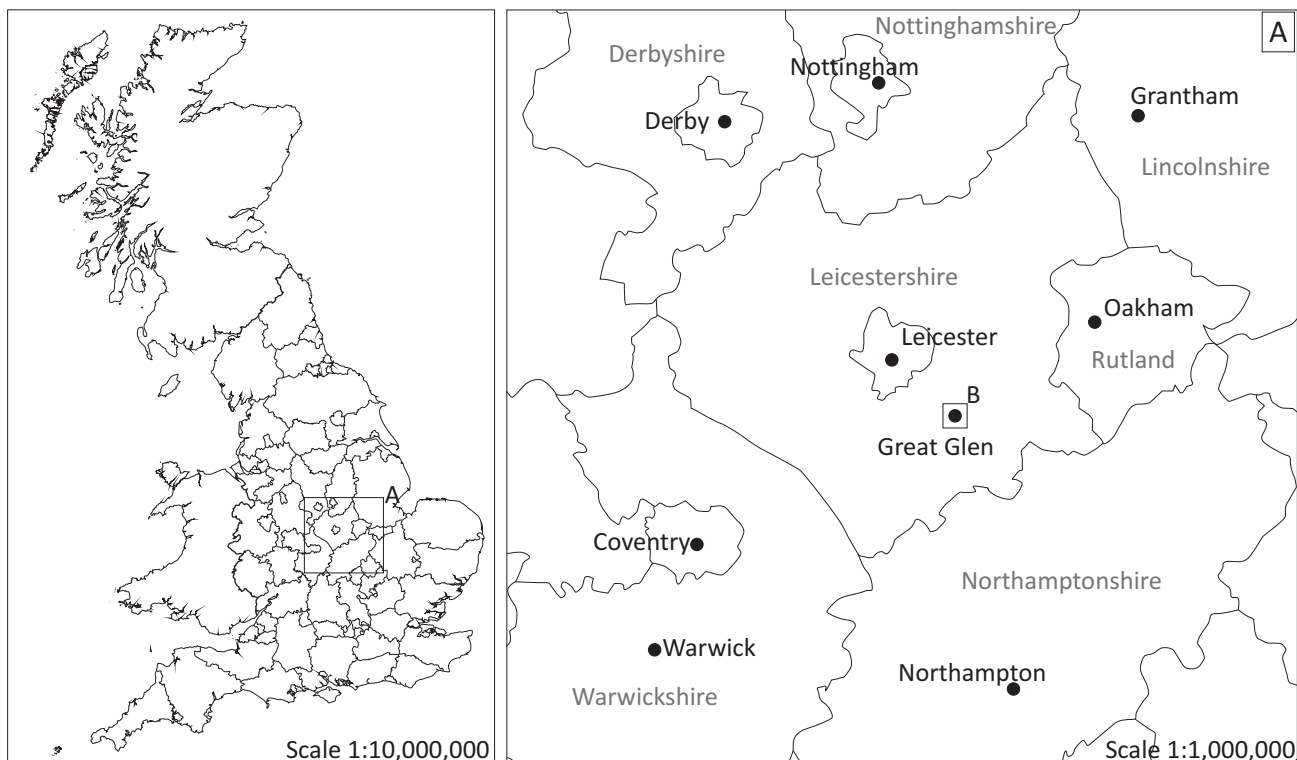 A
Scale 1:10,000,000
A
Nottinghamshire
Derbyshire
Nottingham
Grantham
Derby
Lincolnshire
Leicestershire
Oakham
Leicester
Rutland
B
Great Glen
Coventry
Northamptonshire
Warwick
Northampton
Warwickshire
Scale 1:1,000,000